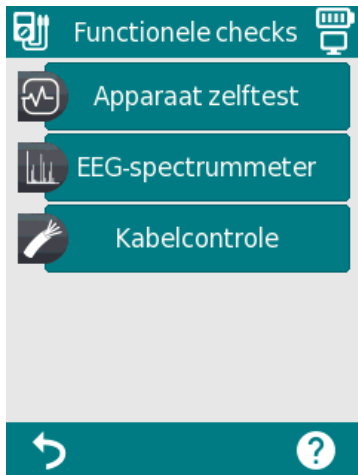 Functionele checks
Apparaat zelftest
EEG-spectrummeter
Kabelcontrole
?